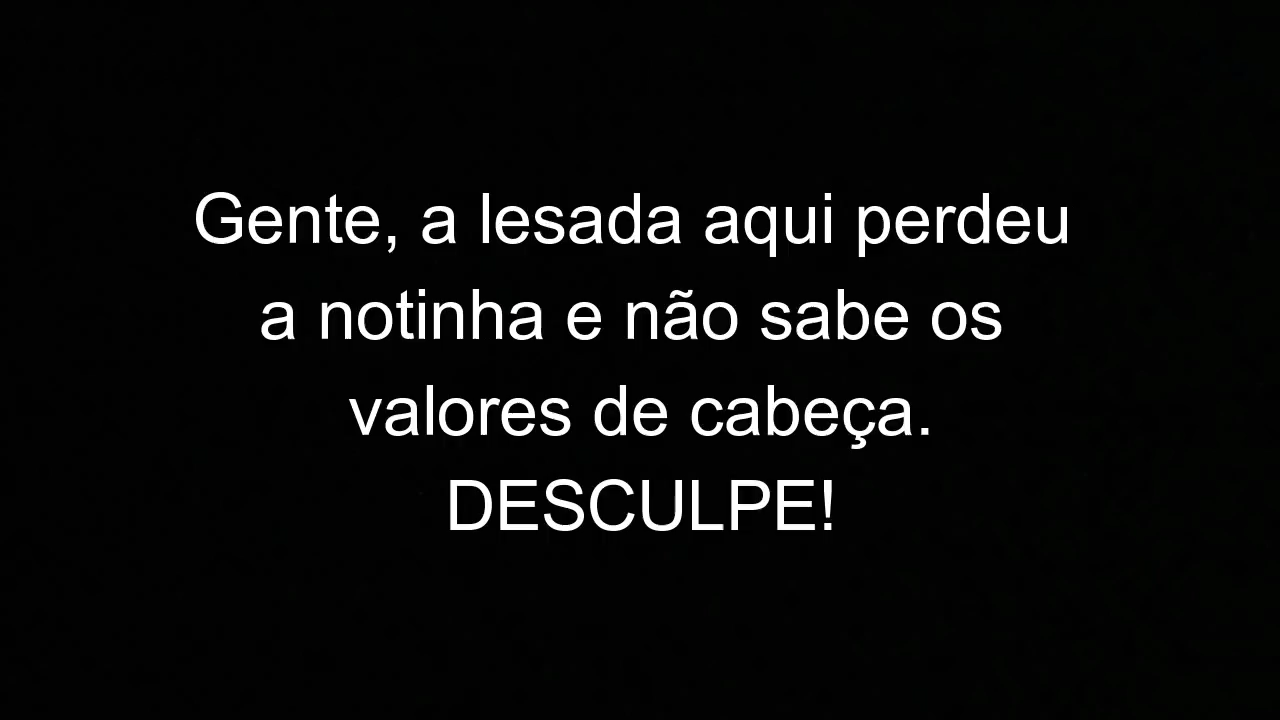 Gente, a lesada aqui perdeu
a notinha e não sabe os
valores de cabeça.
DESCULPE!